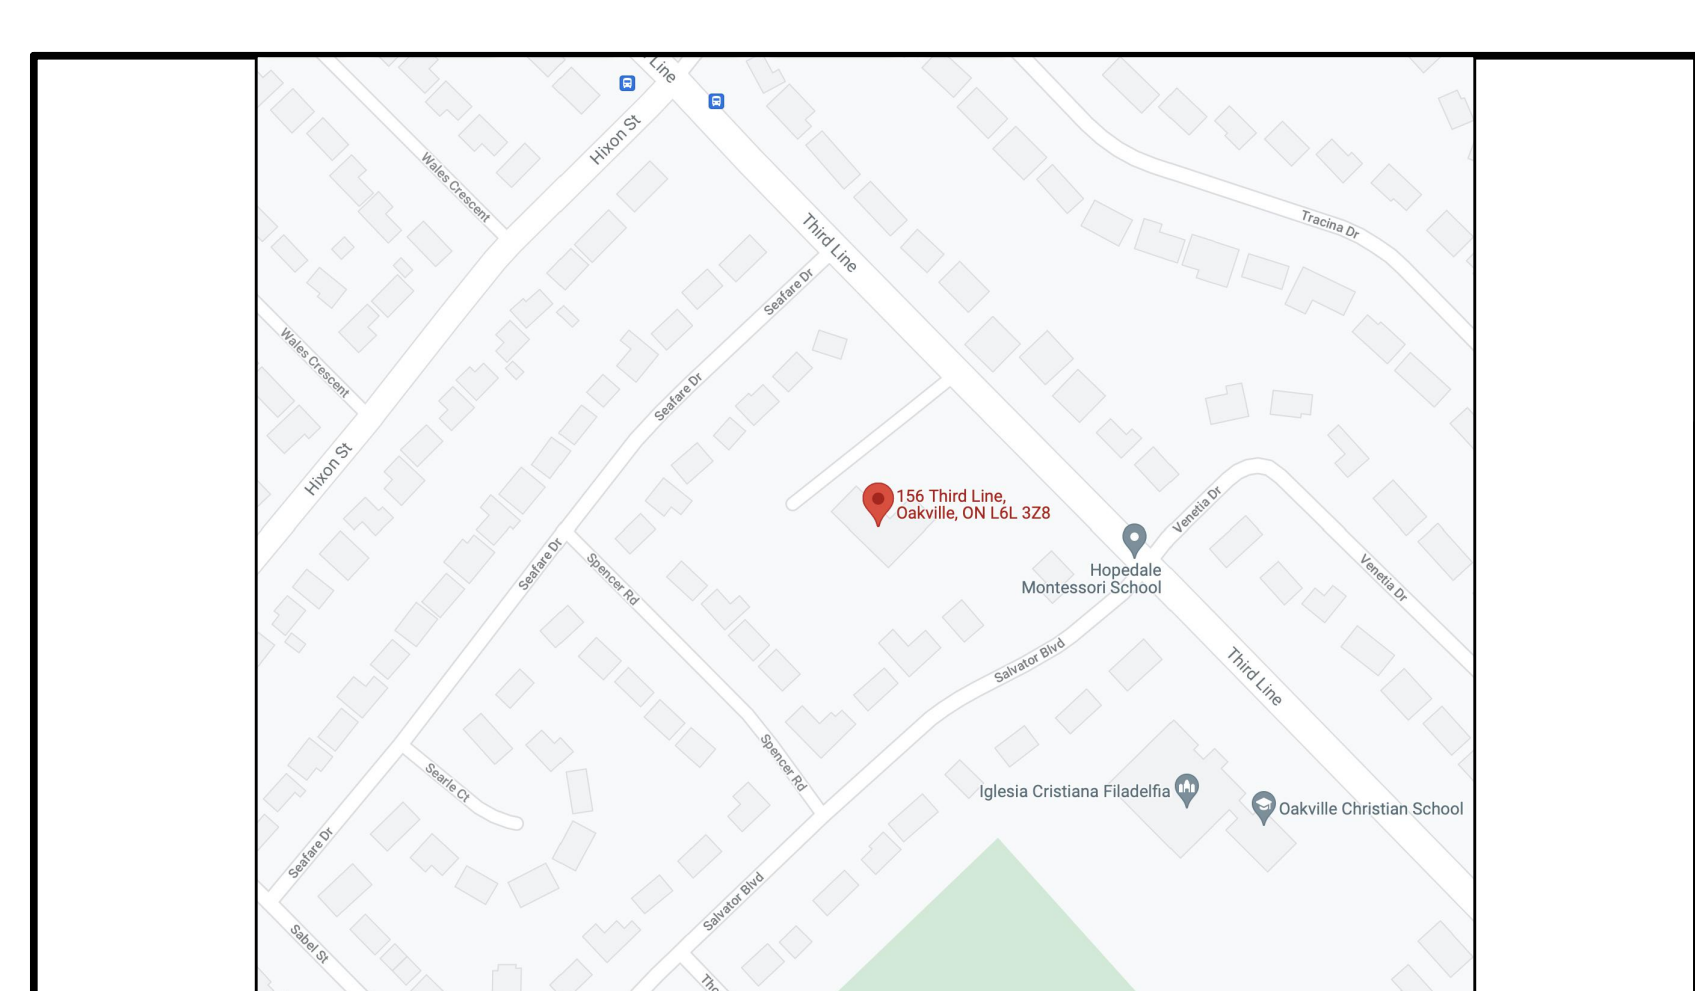 Line
Hixon St
Wales Crescent
Third Line
Tracina Dr
Seafare Dr
Wales Crescent
Seafare Dr
Hixon St
156 Third Line,
Oakville, ON L6L 3Z8
Venetia Dr
Hopedale
Montessori School
Seafare Dr
Spencer Rd
Venetia Dr
Salvator Blvd
Third Line
Spencer Rd
Searle Ct
Iglesia Cristiana Filadelfia
Oakville Christian School
Seafare Dr
Salvator Blvd
Sabel St